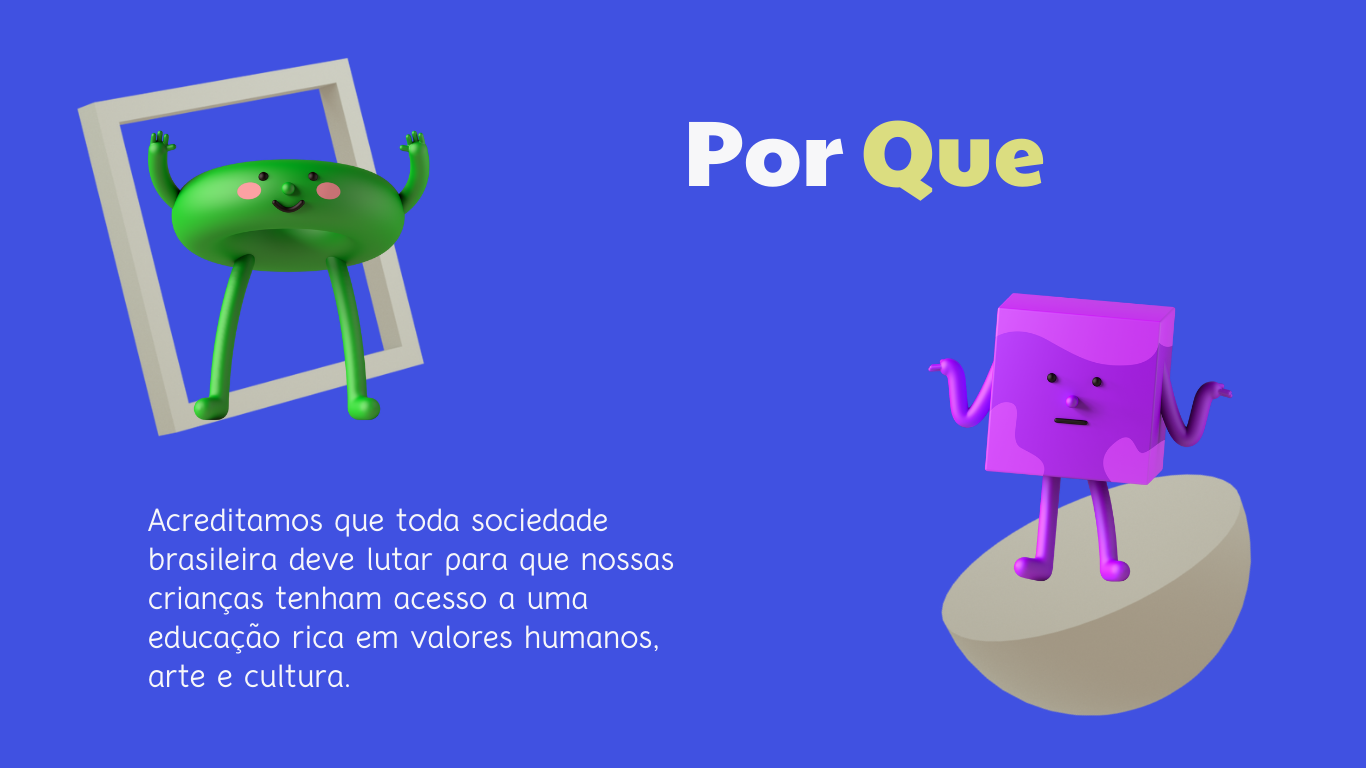 Por Que
Acreditamos que toda sociedade
brasileira deve lutar para que nossas
crianças tenham acesso a uma
educação rica em valores humanos,
arte e cultura.